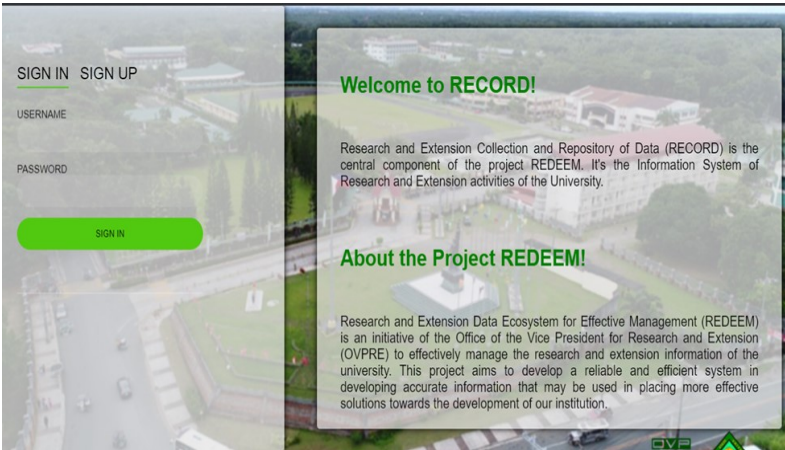 SIGN IN SIGN UP
USERNAME
PASSWORD
SIGN IN
Welcome to RECORD!
Research and Extension Collection and Repository of Data (RECORD) is the
central component of the project REDEEM. It's the Information System of
Research and Extension activities of the University.
About the Project REDEEM!
Research and Extension Data Ecosystem for Effective Management (REDEEM)
is an initiative of the Office of the Vice President for Research and Extension
(OVPRE) to effectively manage the research and extension information of the
university. This project aims to develop a reliable and efficient system in
developing accurate information that may be used in placing more effective
solutions towards the development of our institution.
OVP